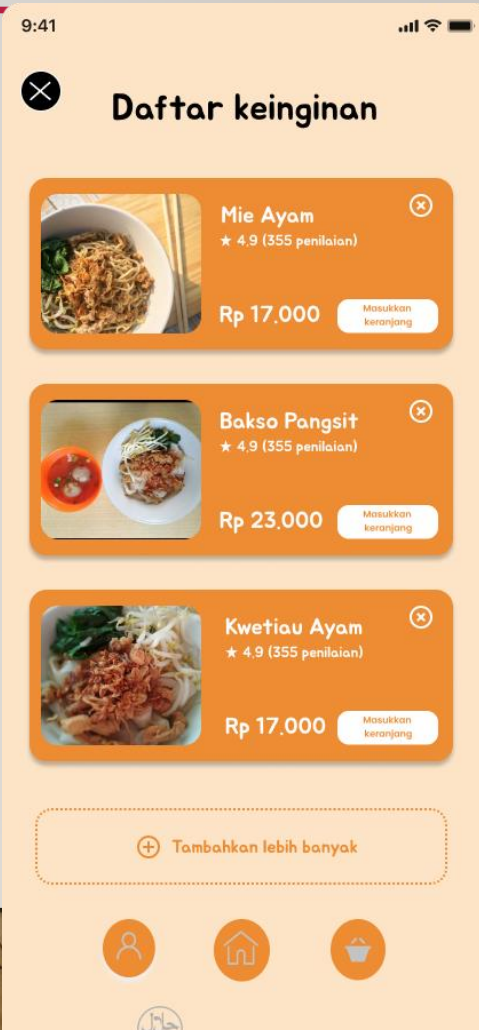 9:41
Daftar keinginan
Mie Ayam
★ 4,9 (355 penilaian)
Rp 17.000
Masukkan
keranjang
Bakso Pangsit
★ 4,9 (355 penilaian)
Rp 23.000
Masukkan
keranjang
Kwetiau Ayam
★ 4,9 (355 penilaian)
Rp 17.000
Masukkan
keranjang
Tambahkan lebih banyak
حلال